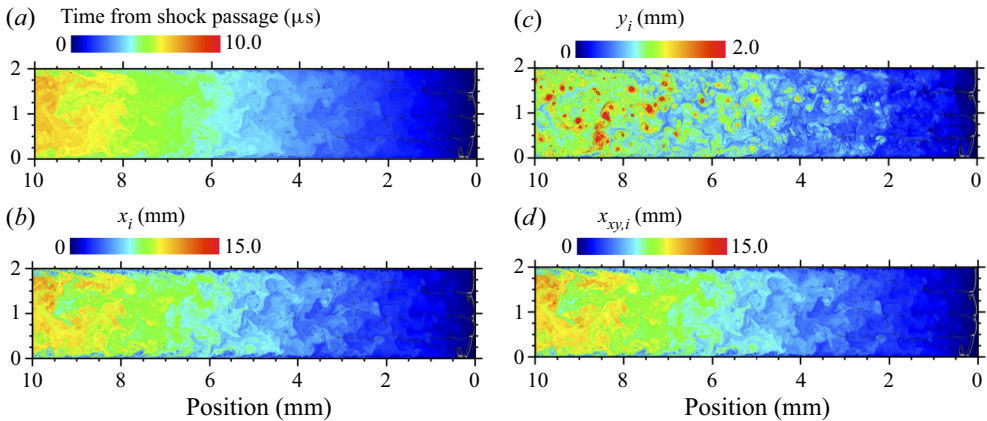 (a) Time from shock passage (μs)
0 10.0
2
1
0
10 8 6 4 2 0
(b) x_i (mm)
0 15.0
2
1
0
10 8 6 4 2 0
Position (mm)
(c) y_i (mm)
0 2.0
2
1
0
10 8 6 4 2 0
(d) x_{xy,i} (mm)
0 15.0
2
1
0
10 8 6 4 2 0
Position (mm)